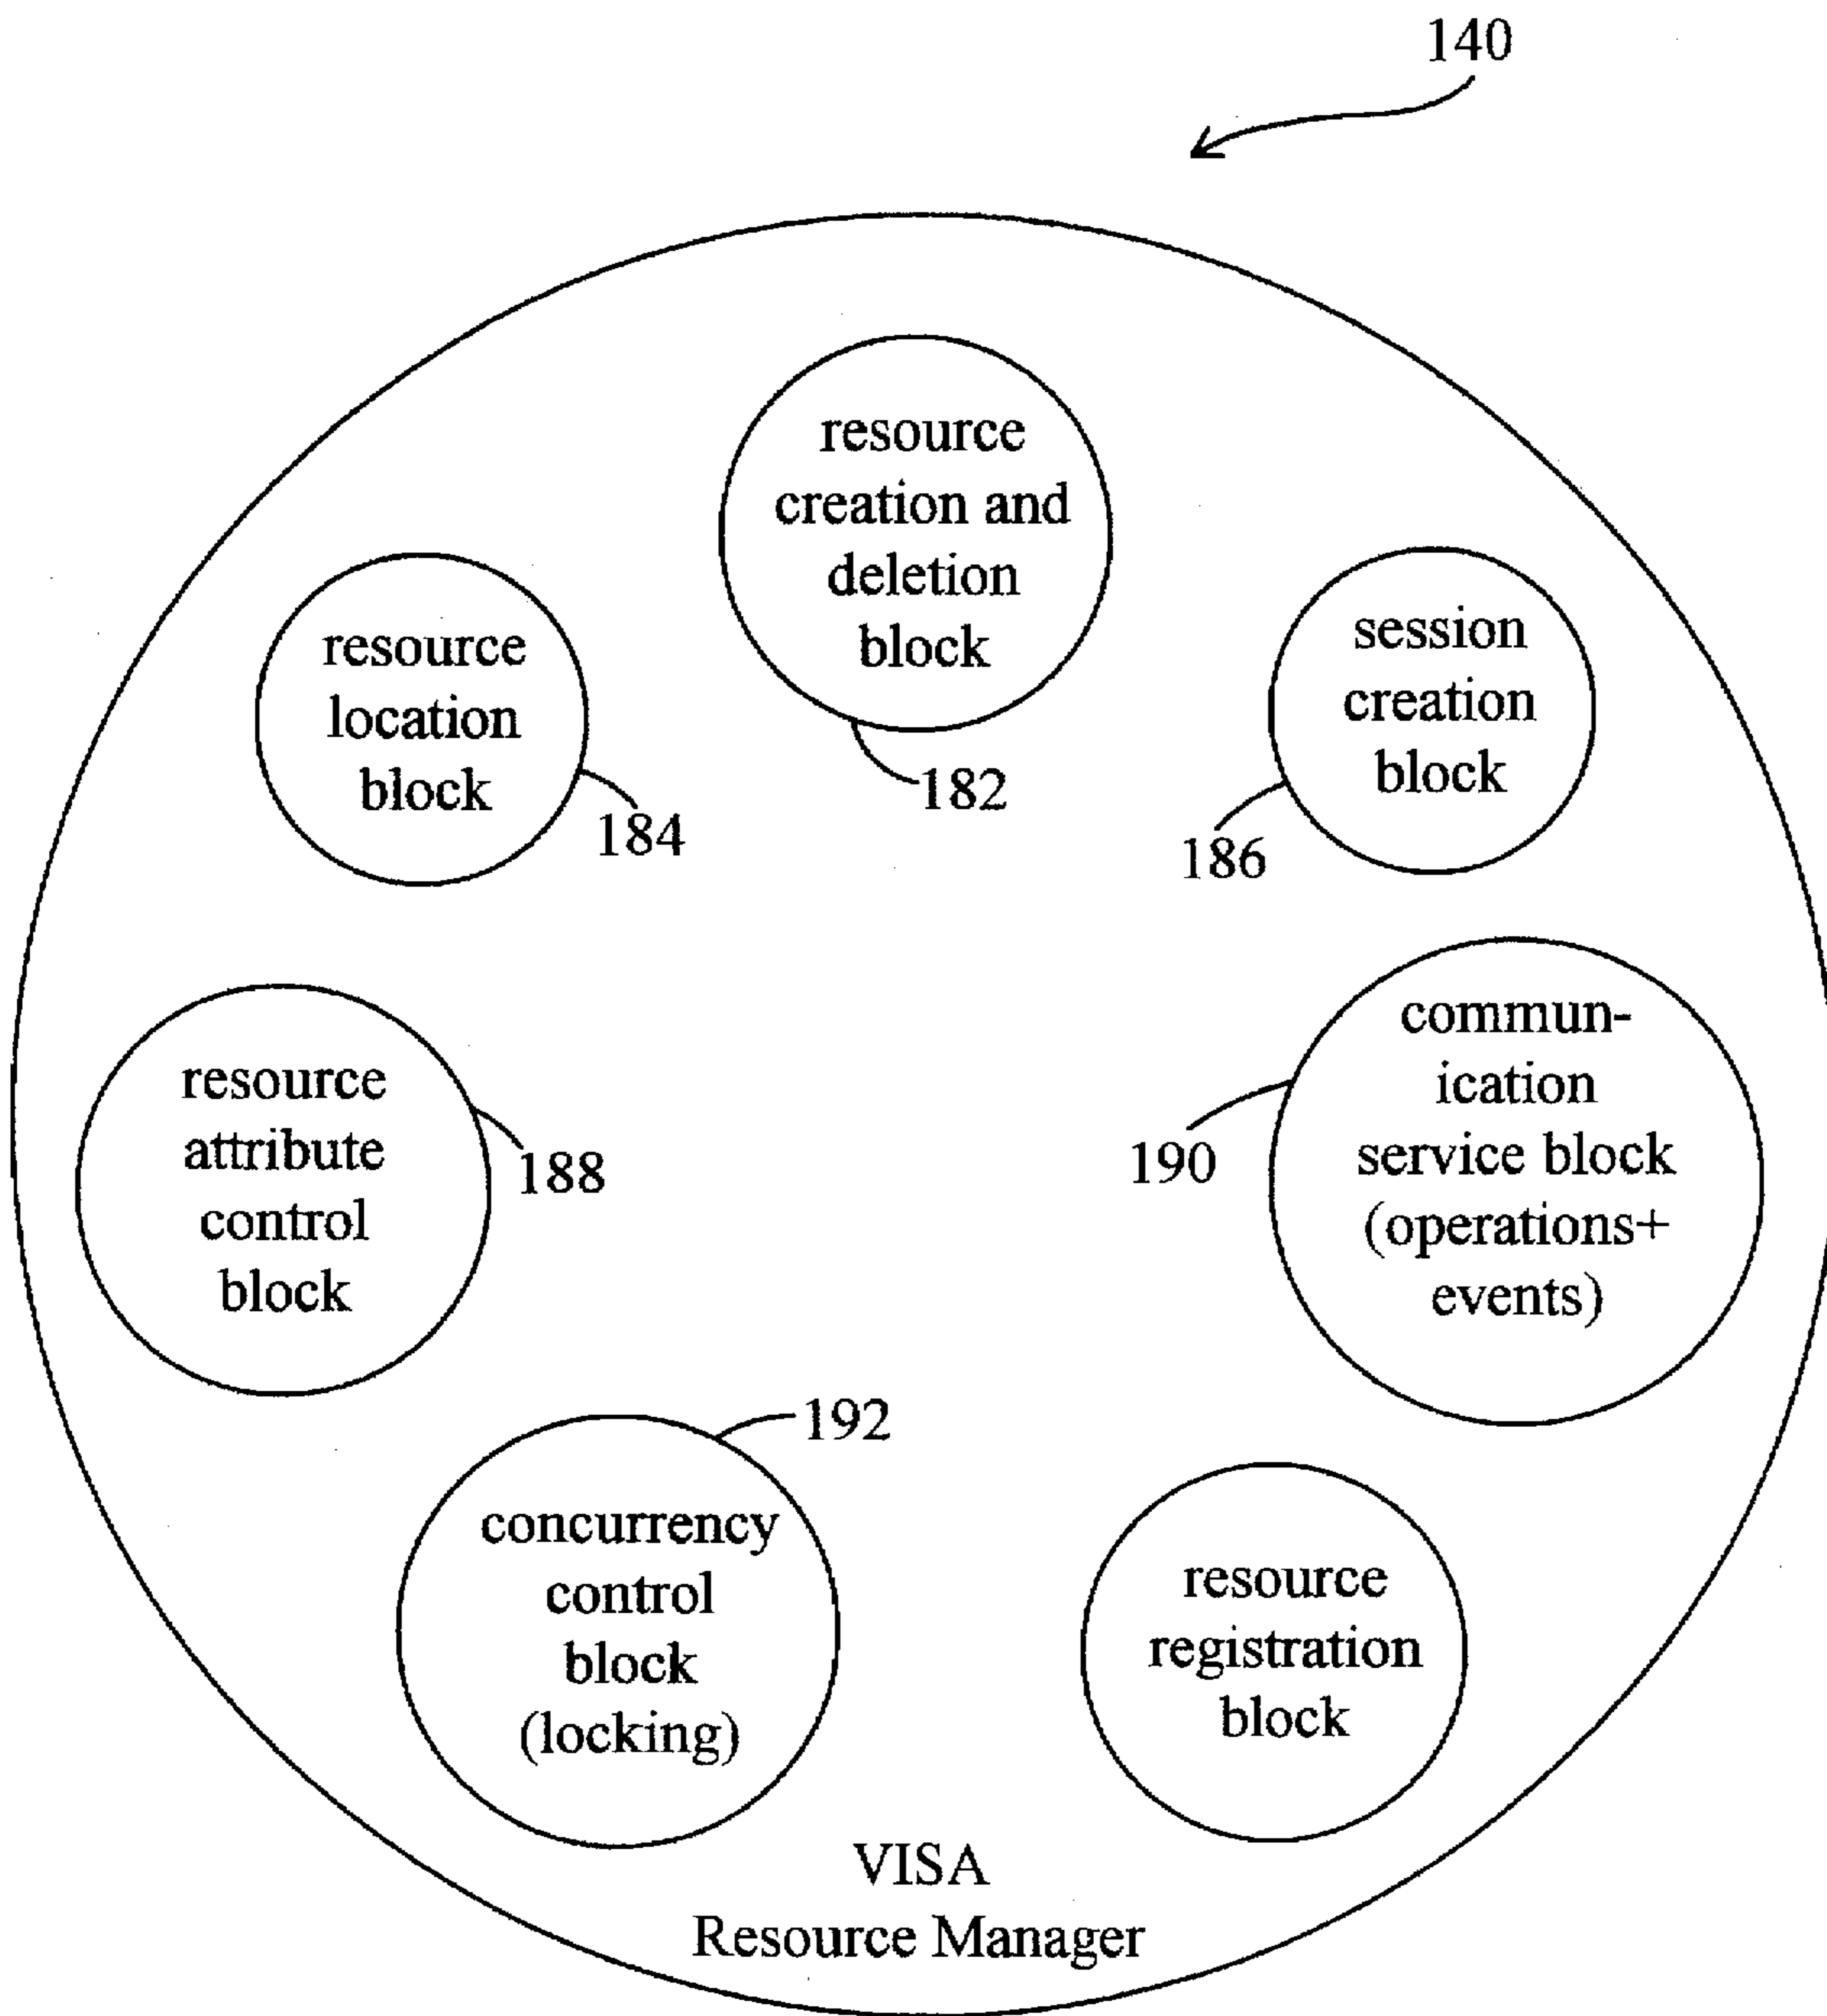 140
resource
creation and
deletion
block
182
resource
location
block
184
session
creation
block
186
resource
attribute
control
block
188
commun-
ication
service block
(operations+
events)
190
192
concurrency
control
block
(locking)
resource
registration
block
VISA
Resource Manager